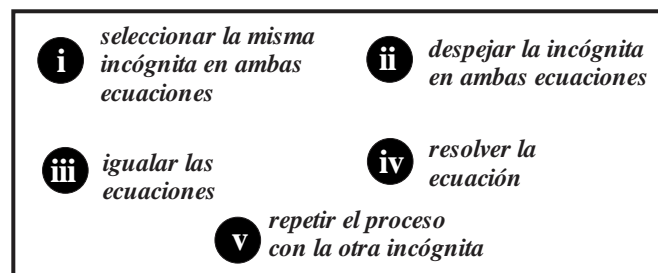 i seleccionar la misma
incógnita en ambas
ecuaciones
ii despejar la incógnita
en ambas ecuaciones
iii igualar las
ecuaciones
iv resolver la
ecuación
v repetir el proceso
con la otra incógnita